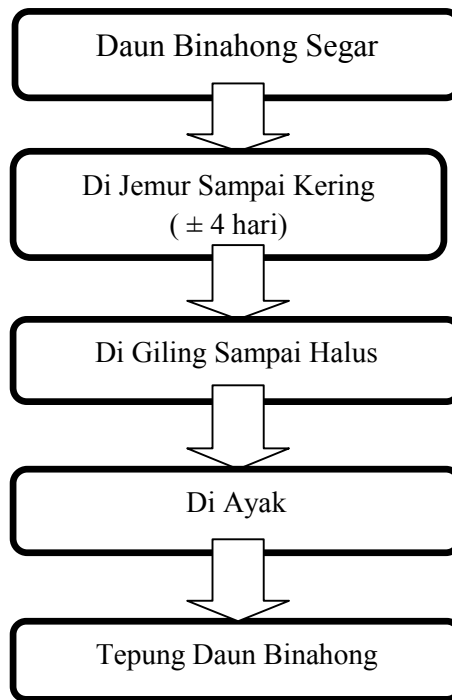 Daun Binahong Segar
Di Jemur Sampai Kering
( ± 4 hari)
Di Giling Sampai Halus
Di Ayak
Tepung Daun Binahong